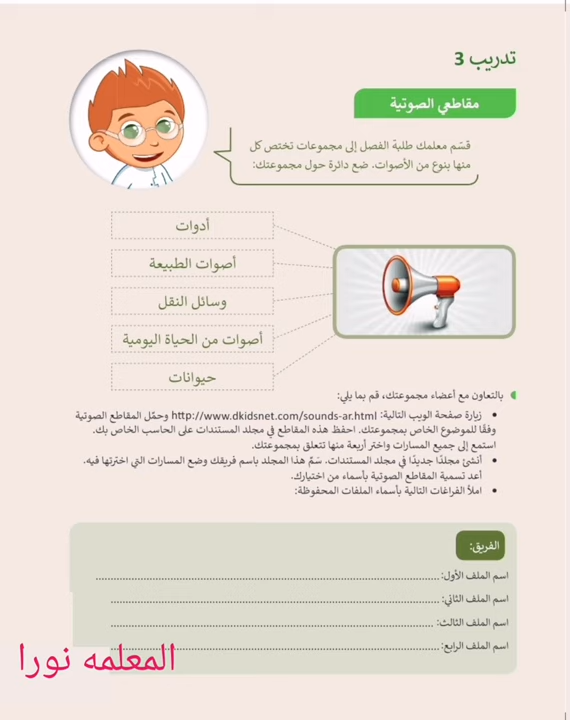 تدريب 3
مقاطعي الصوتية
قسّم معلمك طلبة الفصل إلى مجموعات تختص كل
منها بنوع من الأصوات. ضع دائرة حول مجموعتك:
أدوات
أصوات الطبيعة
وسائل النقل
أصوات من الحياة اليومية
حيوانات
بالتعاون مع أعضاء مجموعتك، قم بما يلي:
• زيارة صفحة الويب التالية: http://www.dkidsnet.com/sounds-ar.html وحمّل المقاطع الصوتية
وفقًا للموضوع الخاص بمجموعتك. احفظ هذه المقاطع في مجلد المستندات على الحاسب الخاص بك.
استمع إلى جميع المسارات واختر أربعة منها تتعلق بمجموعتك.
• أنشئ مجلدًا جديدًا في مجلد المستندات. سَمِّ هذا المجلد باسم فريقك وضع المسارات التي اخترتها فيه.
أعد تسمية المقاطع الصوتية بأسماء من اختيارك.
• املأ الفراغات التالية بأسماء الملفات المحفوظة:
الفريق:
اسم الملف الأول:
اسم الملف الثاني:
اسم الملف الثالث:
اسم الملف الرابع:
المعلمه نورا